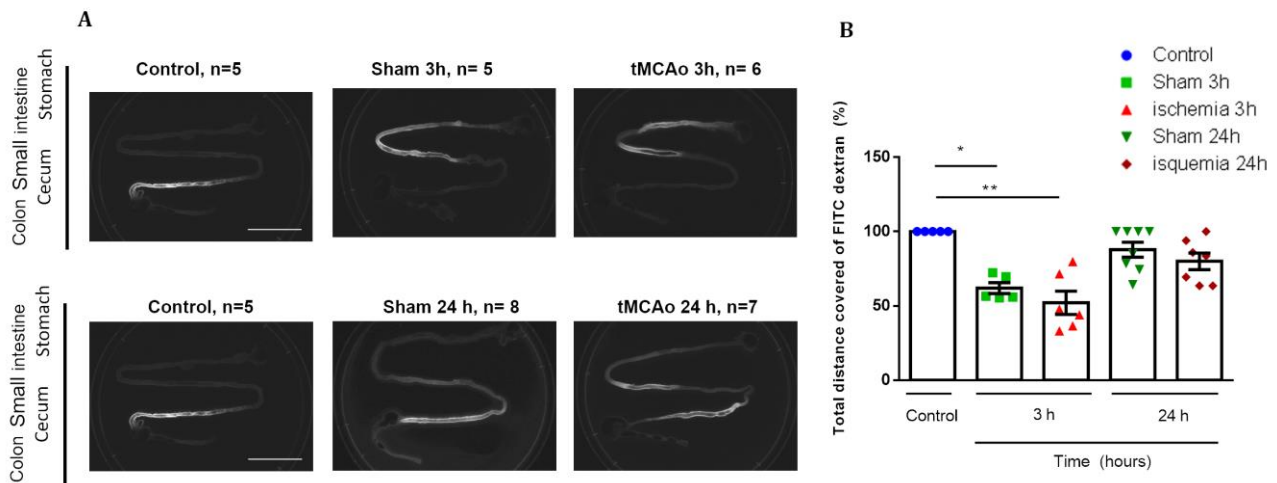 A
Control, n=5
Sham 3h, n= 5
tMCAo 3h, n= 6
Stomach
Small intestine
Cecum
Colon
Control, n=5
Sham 24 h, n= 8
tMCAo 24 h, n=7
Stomach
Small intestine
Cecum
Colon
B
Control
Sham 3h
ischemia 3h
Sham 24h
isquemia 24h
Total distance covered of FITC dextran (%)
150
100
50
0
*
**
Control
3 h
24 h
Time (hours)